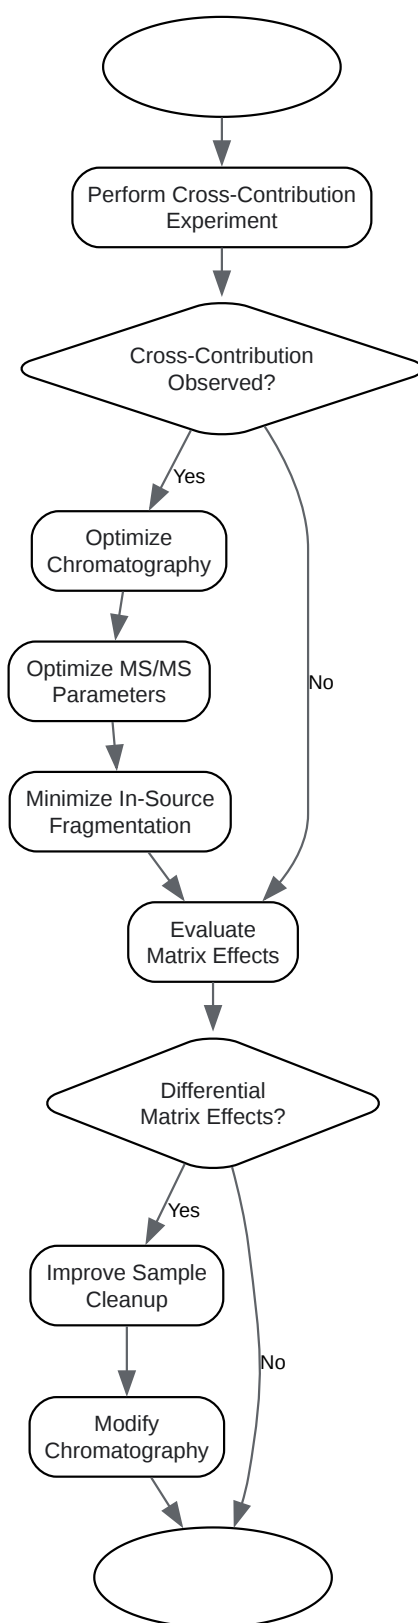 Perform Cross-Contribution
Experiment
Cross-Contribution
Observed?
Yes
Optimize
Chromatography
Optimize MS/MS
Parameters
No
Minimize In-Source
Fragmentation
Evaluate
Matrix Effects
Differential
Matrix Effects?
Yes
Improve Sample
Cleanup
No
Modify
Chromatography